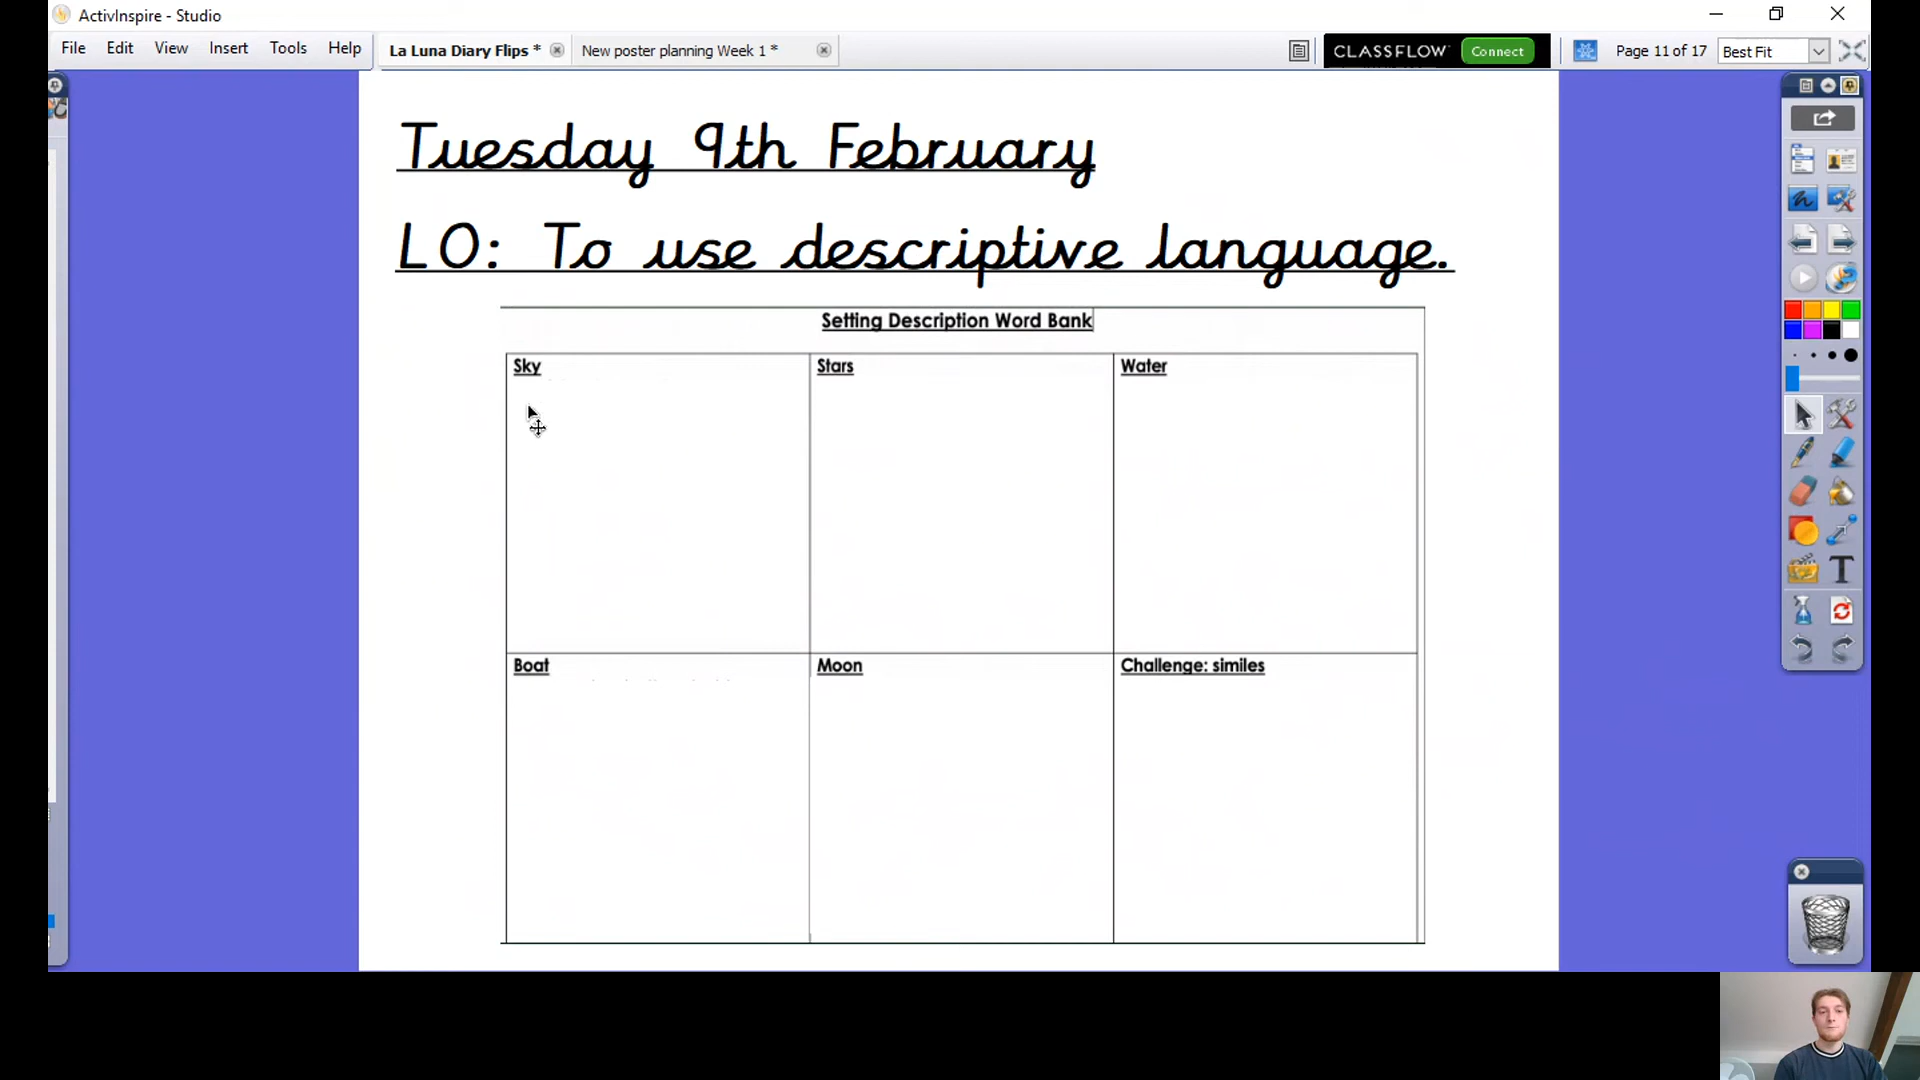 ActivInspire - Studio
File Edit View Insert Tools Help
La Luna Diary Flips * New poster planning Week 1 *
CLASSFLOW Connect Page 11 of 17 Best Fit
Tuesday 9th February
LO: To use descriptive language.
Setting Description Word Bank
Sky Stars Water
Boat Moon Challenge: similes
T